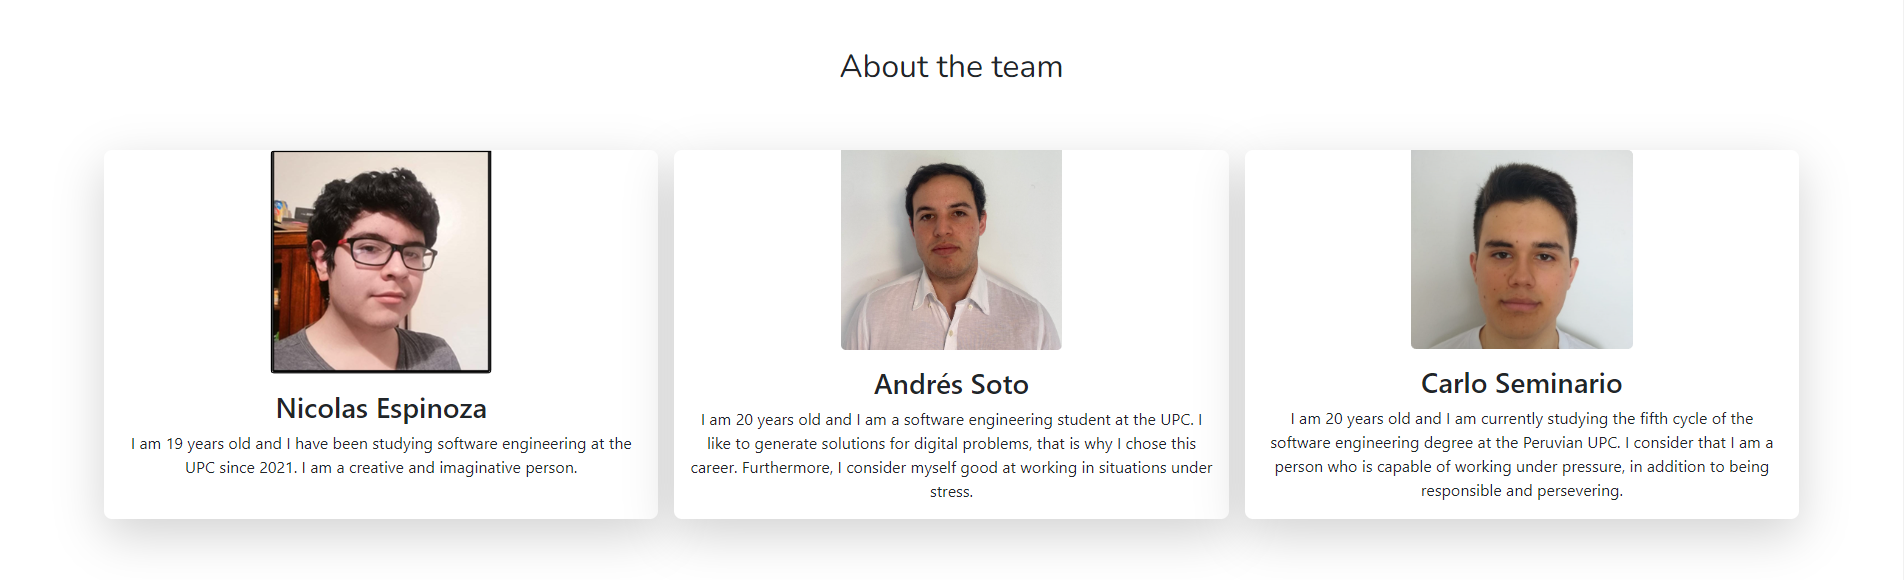 About the team
Nicolas Espinoza
I am 19 years old and I have been studying software engineering at the
UPC since 2021. I am a creative and imaginative person.
Andrés Soto
I am 20 years old and I am a software engineering student at the UPC. I
like to generate solutions for digital problems, that is why I chose this
career. Furthermore, I consider myself good at working in situations under
stress.
Carlo Seminario
I am 20 years old and I am currently studying the fifth cycle of the
software engineering degree at the Peruvian UPC. I consider that I am a
person who is capable of working under pressure, in addition to being
responsible and persevering.